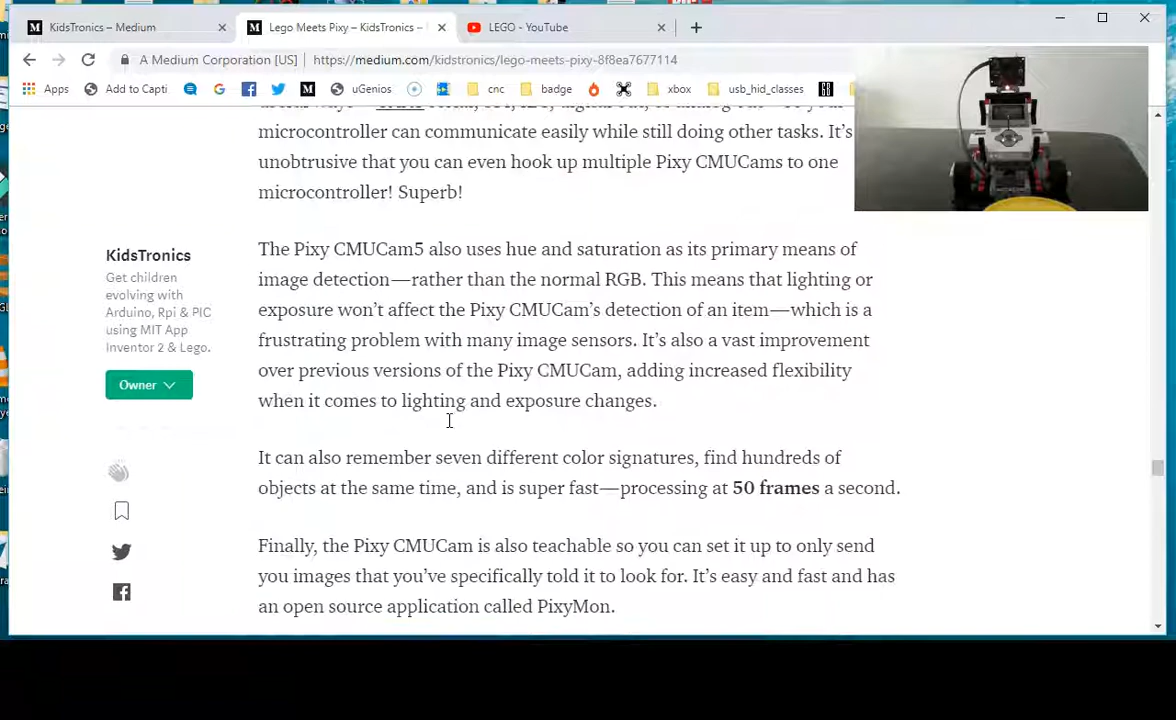 KidsTronics – Medium
Lego Meets Pixy – KidsTronics –
LEGO - YouTube
A Medium Corporation [US]
https://medium.com/kidstronics/lego-meets-pixy-8f8ea7677114
Apps
Add to Capti
uGenios
cnc
badge
xbox
usb_hid_classes
microcontroller can communicate easily while still doing other tasks. It's
unobtrusive that you can even hook up multiple Pixy CMUCams to one
microcontroller! Superb!
KidsTronics
Get children
evolving with
Arduino, Rpi & PIC
using MIT App
Inventor 2 & Lego.
Owner
The Pixy CMUCam5 also uses hue and saturation as its primary means of
image detection—rather than the normal RGB. This means that lighting or
exposure won't affect the Pixy CMUCam's detection of an item—which is a
frustrating problem with many image sensors. It's also a vast improvement
over previous versions of the Pixy CMUCam, adding increased flexibility
when it comes to lighting and exposure changes.
It can also remember seven different color signatures, find hundreds of
objects at the same time, and is super fast—processing at 50 frames a second.
Finally, the Pixy CMUCam is also teachable so you can set it up to only send
you images that you've specifically told it to look for. It's easy and fast and has
an open source application called PixyMon.